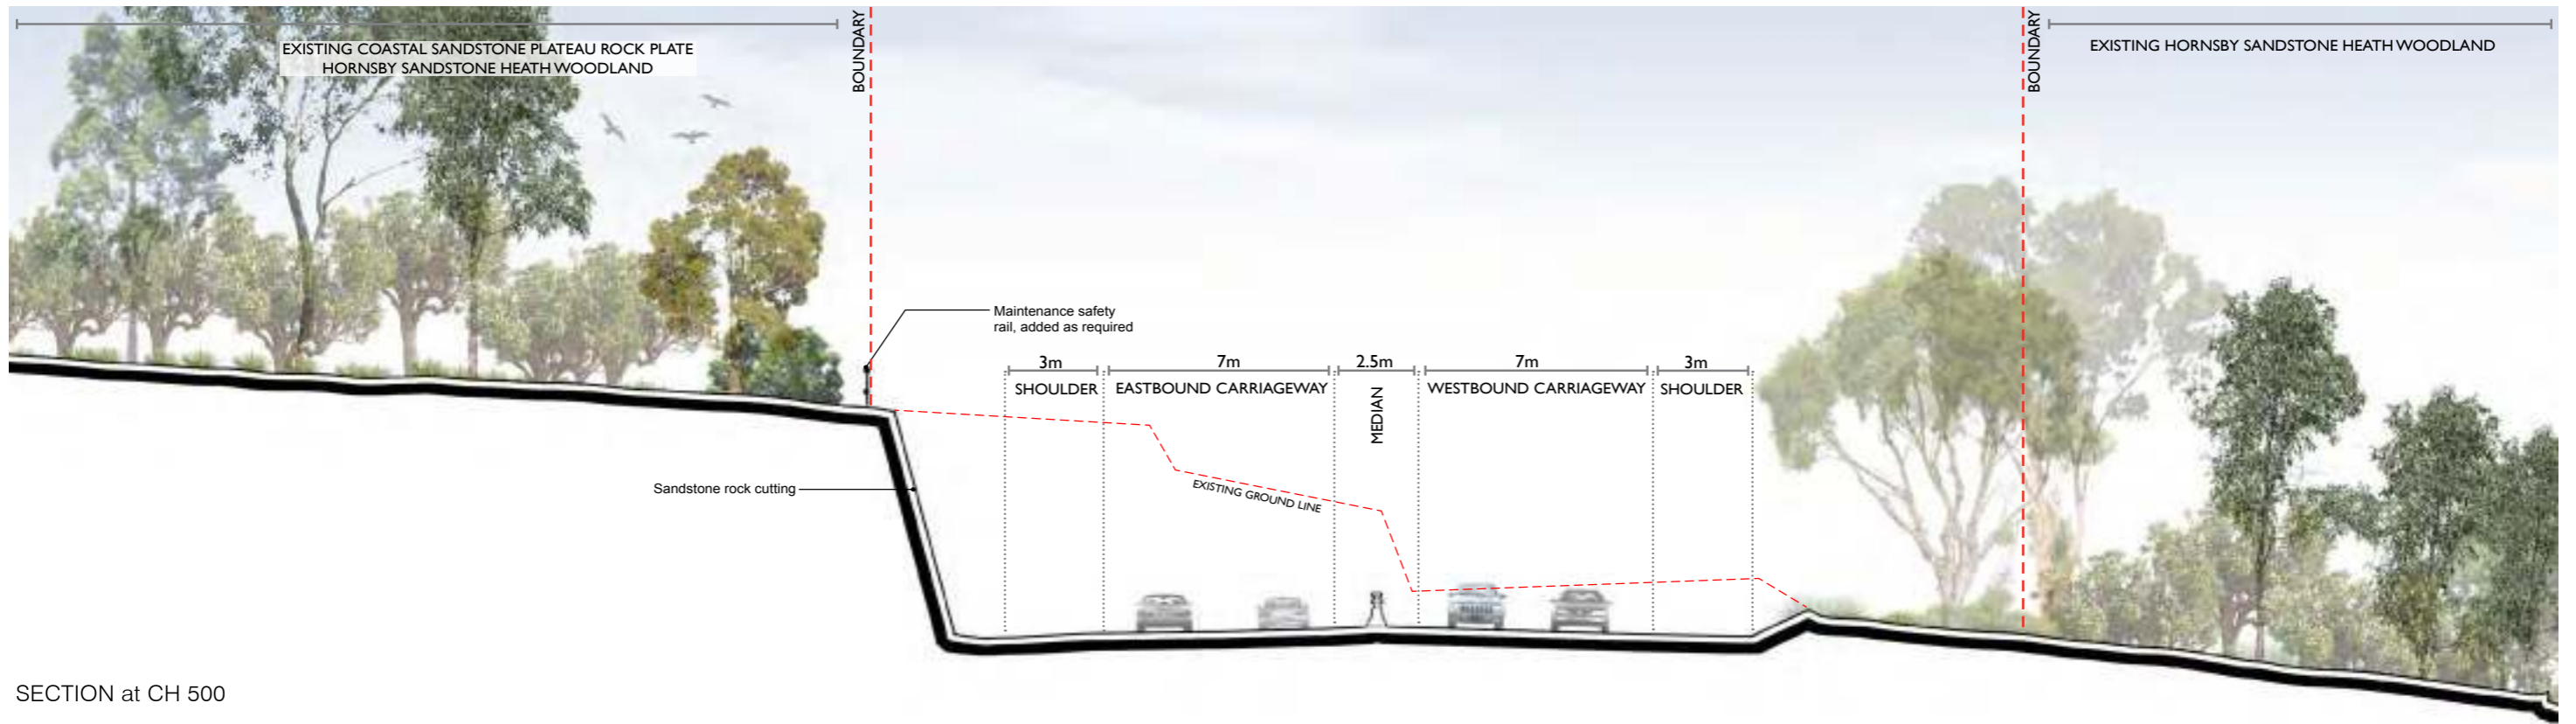 EXISTING COASTAL SANDSTONE PLATEAU ROCK PLATE
HORNSBY SANDSTONE HEATH WOODLAND
BOUNDARY
BOUNDARY
EXISTING HORNSBY SANDSTONE HEATH WOODLAND
Maintenance safety
rail, added as required
3m
7m
2.5m
7m
3m
SHOULDER
EASTBOUND CARRIAGEWAY
MEDIAN
WESTBOUND CARRIAGEWAY
SHOULDER
Sandstone rock cutting
EXISTING GROUND LINE
SECTION at CH 500